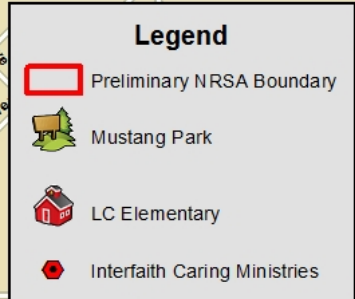 Legend
Preliminary NRSA Boundary
Mustang Park
LC Elementary
Interfaith Caring Ministries